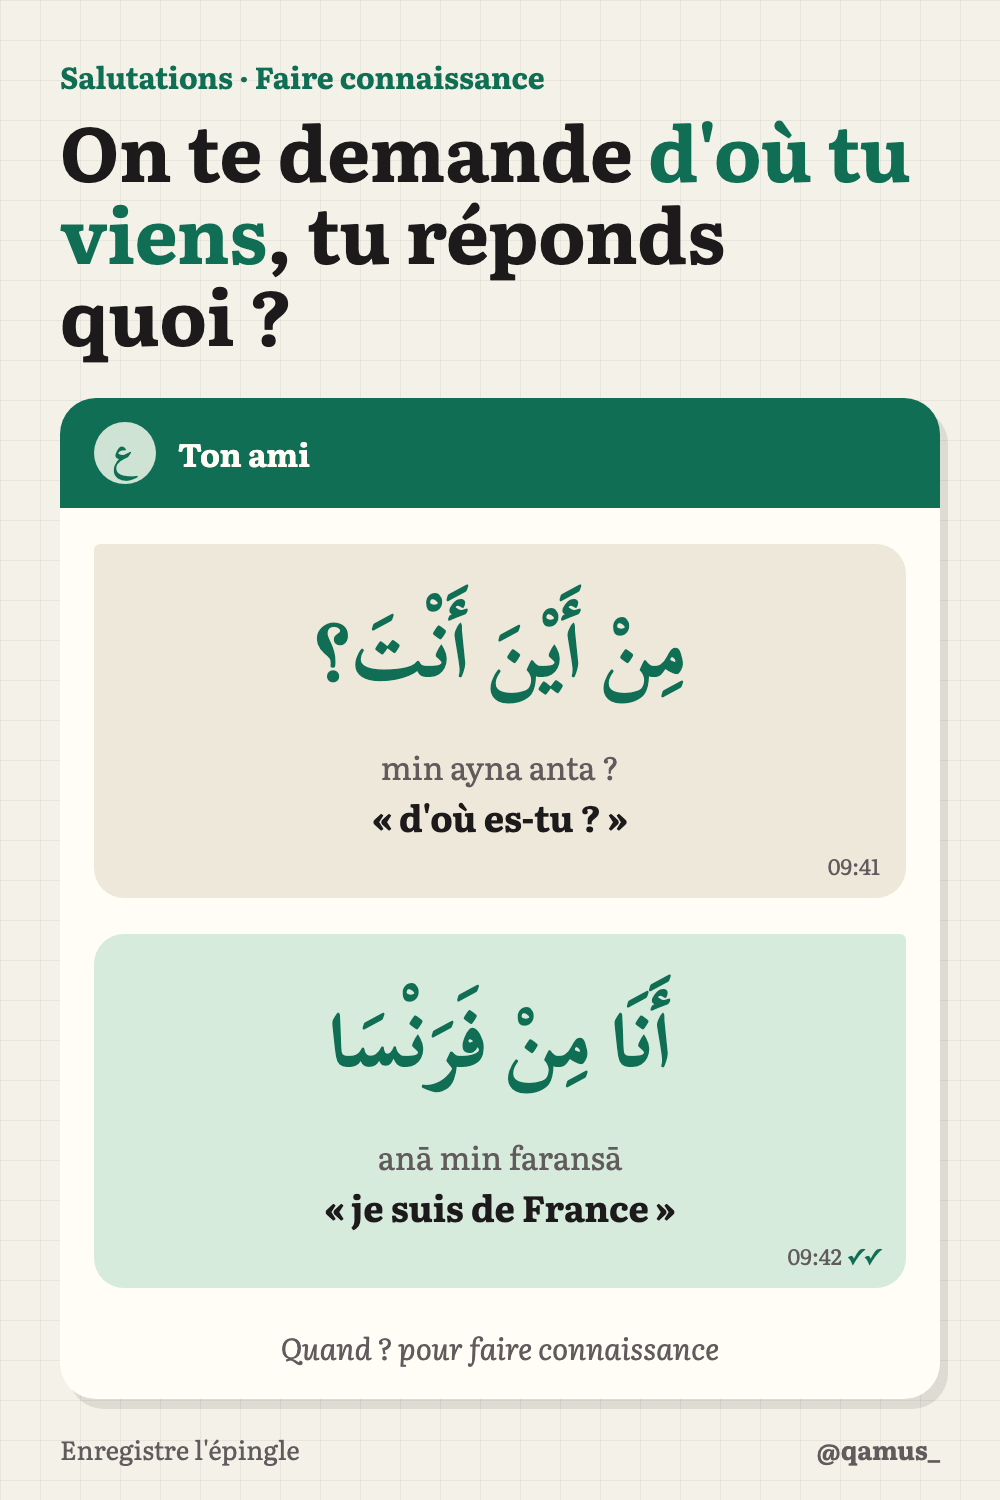 Salutations · Faire connaissance
On te demande d'où tu
viens, tu réponds
quoi ?
ع
Ton ami
مِنْ أَيْنَ أَنْتَ؟
min ayna anta ?
« d'où es-tu ? »
09:41
أَنَا مِنْ فَرَنْسَا
anā min faransā
« je suis de France »
09:42 ✓✓
Quand ? pour faire connaissance
Enregistre l'épingle
@qamus_